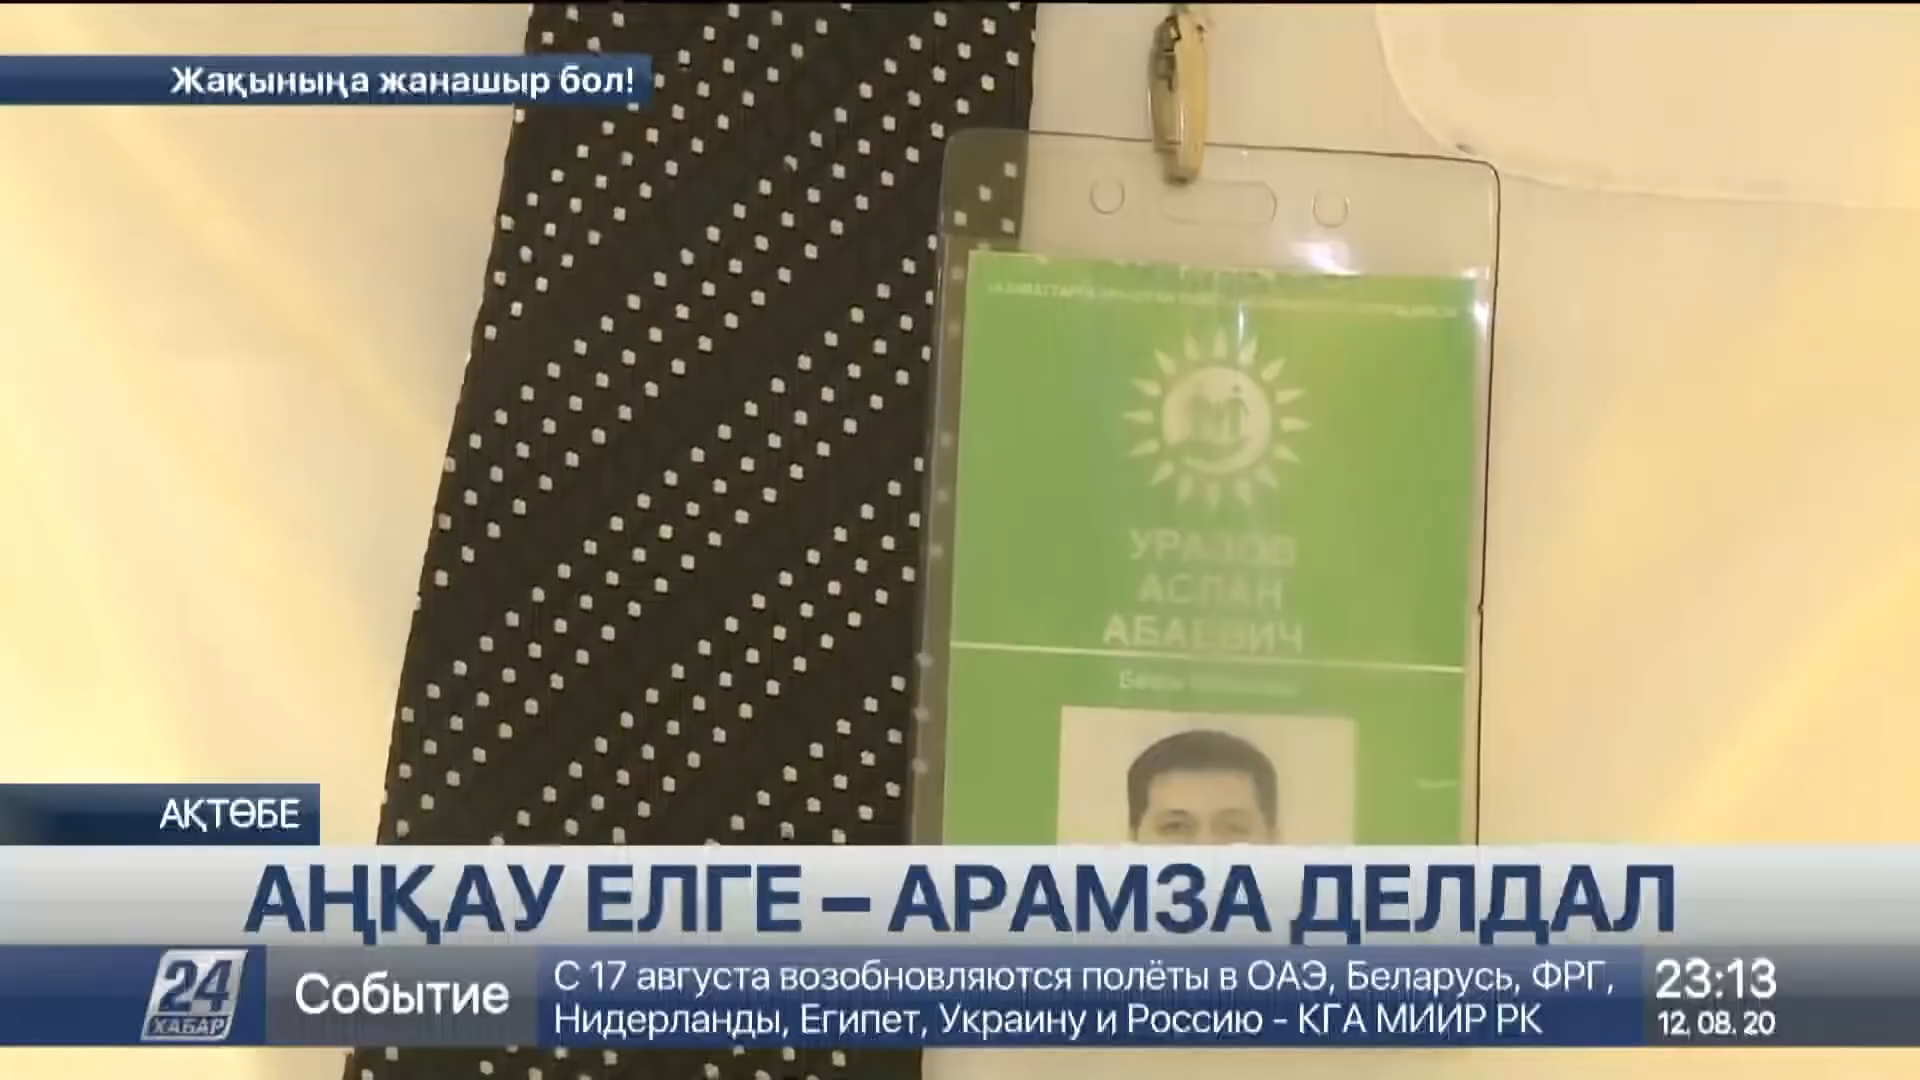 Жақыныңа жанашыр бол!
УРАЗОВ
АСЛАН
АБАЕВИЧ
АҚТӨБЕ
АҢҚАУ ЕЛГЕ – АРАМЗА ДЕЛДАЛ
24
ХАБАР
Событие
С 17 августа возобновляются полёты в ОАЭ, Беларусь, ФРГ,
Нидерланды, Египет, Украину и Россию - КГА МИИР РК
23:13
12, 08. 20